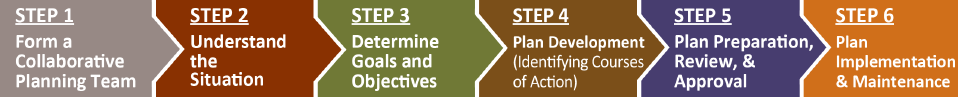 STEP 1
Form a
Collaborative
Planning Team
STEP 2
Understand
the
Situation
STEP 3
Determine
Goals and
Objectives
STEP 4
Plan Development
(Identifying Courses
of Action)
STEP 5
Plan Preparation,
Review, &
Approval
STEP 6
Plan
Implementation
& Maintenance